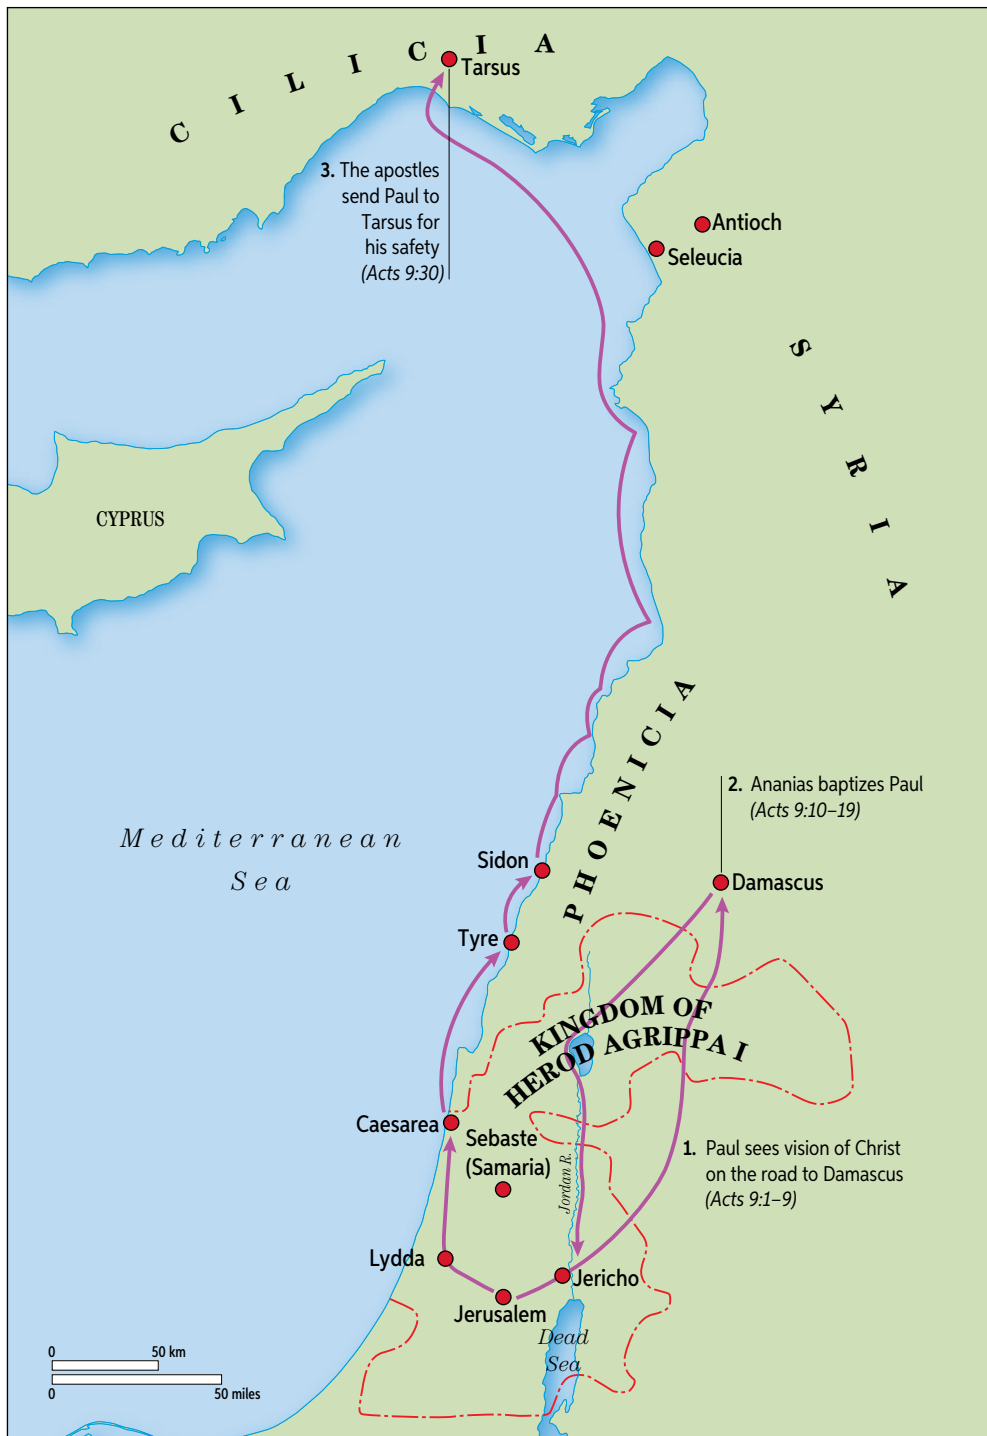 CILICIA
Tarsus
3. The apostles
send Paul to
Tarsus for
his safety
(Acts 9:30)
Antioch
Seleucia
SYRIA
CYPRUS
PHOENICIA
2. Ananias baptizes Paul
(Acts 9:10–19)
Mediterranean
Sea
Sidon
Damascus
Tyre
KINGDOM OF
HEROD AGRIPPA I
Caesarea
Sebaste
(Samaria)
Jordan R.
1. Paul sees vision of Christ
on the road to Damascus
(Acts 9:1–9)
Lydda
Jericho
Jerusalem
Dead
Sea
0 50 km
0 50 miles